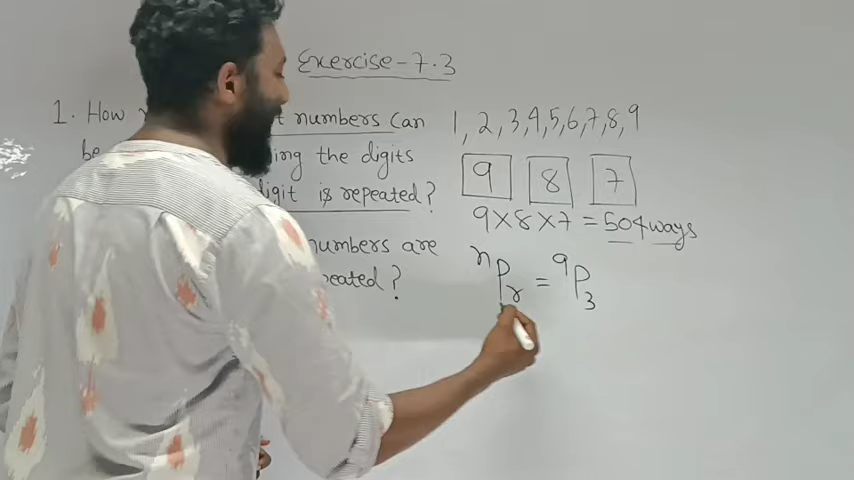 Exercise-7.3
1. How numbers can
be ing the digits
digit is repeated?
numbers are
?
1, 2, 3, 4, 5, 6, 7, 8, 9
9 8 7
9×8×7 = 504 ways
nPr = 9P3